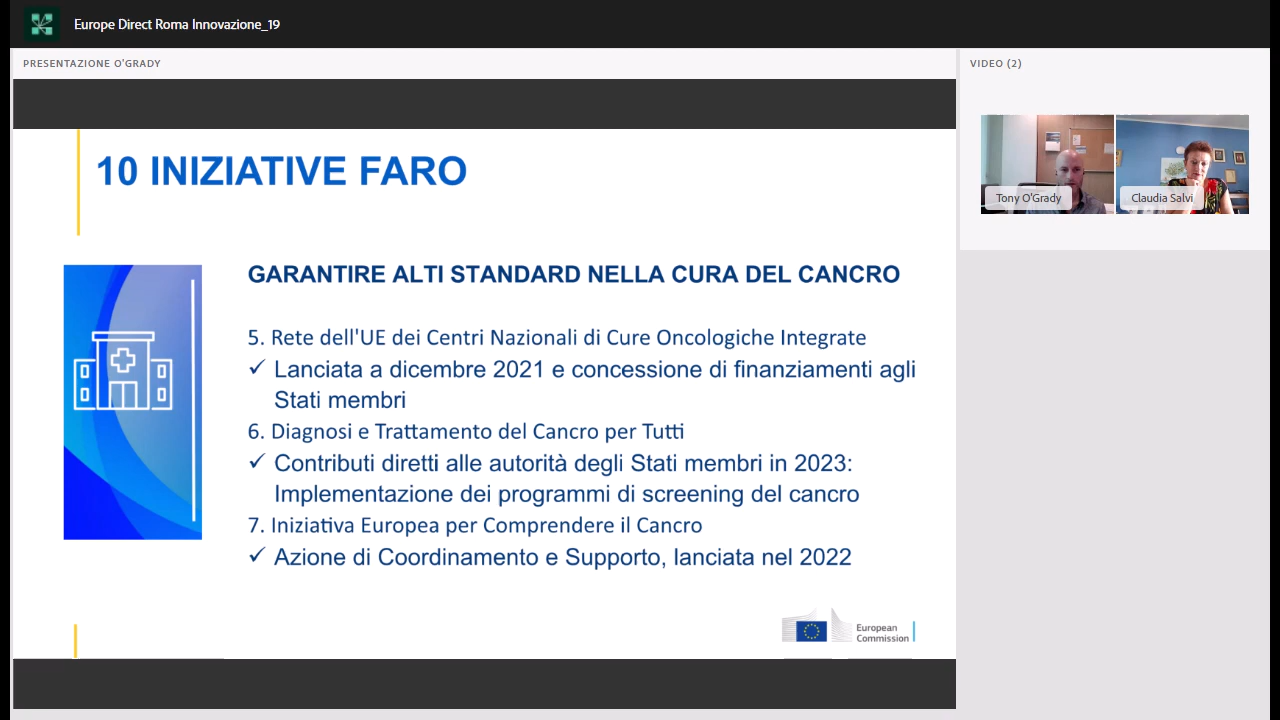 Europe Direct Roma Innovazione_19
PRESENTAZIONE O'GRADY
VIDEO (2)
10 INIZIATIVE FARO
Tony O'Grady
Claudia Salvi
GARANTIRE ALTI STANDARD NELLA CURA DEL CANCRO
5. Rete dell'UE dei Centri Nazionali di Cure Oncologiche Integrate
✓ Lanciata a dicembre 2021 e concessione di finanziamenti agli
Stati membri
6. Diagnosi e Trattamento del Cancro per Tutti
✓ Contributi diretti alle autorità degli Stati membri in 2023:
Implementazione dei programmi di screening del cancro
7. Iniziativa Europea per Comprendere il Cancro
✓ Azione di Coordinamento e Supporto, lanciata nel 2022
European
Commission